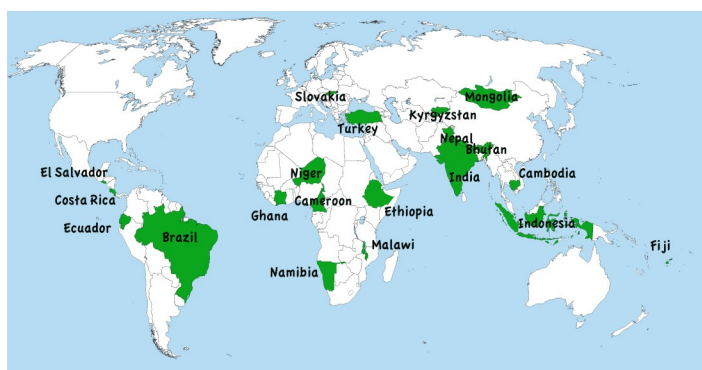 Slovakia
Mongolia
Kyrgyzstan
Turkey
Nepal
Bhutan
El Salvador
Niger
India
Cambodia
Costa Rica
Cameroon
Ghana
Ethiopia
Ecuador
Brazil
Indonesia
Malawi
Fiji
Namibia